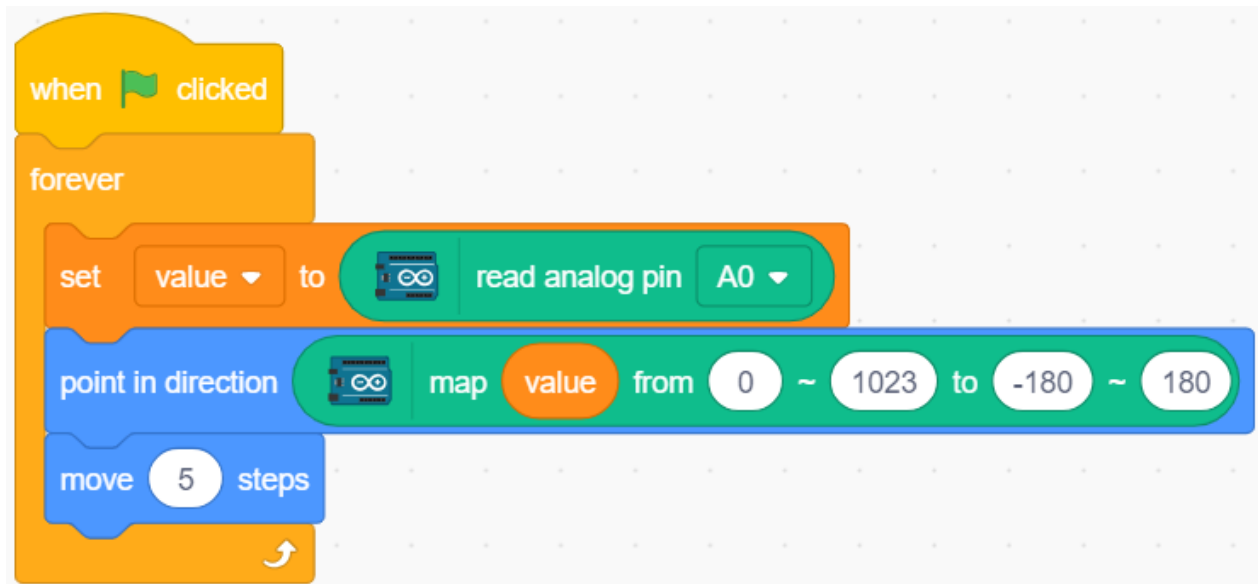 when clicked
forever
set value to read analog pin A0
point in direction map value from 0 ~ 1023 to -180 ~ 180
move 5 steps